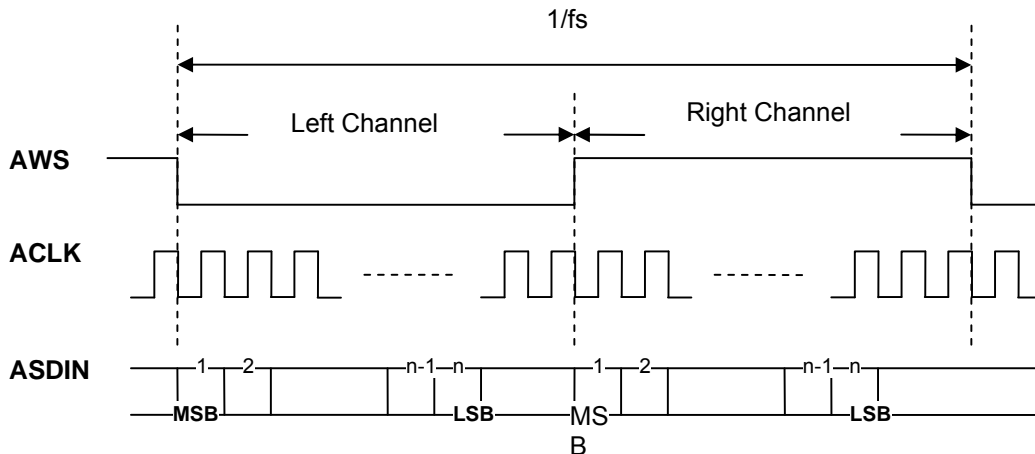 1/fs
Left Channel
Right Channel
AWS
ACLK
ASDIN
1 2 n-1 n 1 2 n-1 n
MSB LSB MS LSB
B